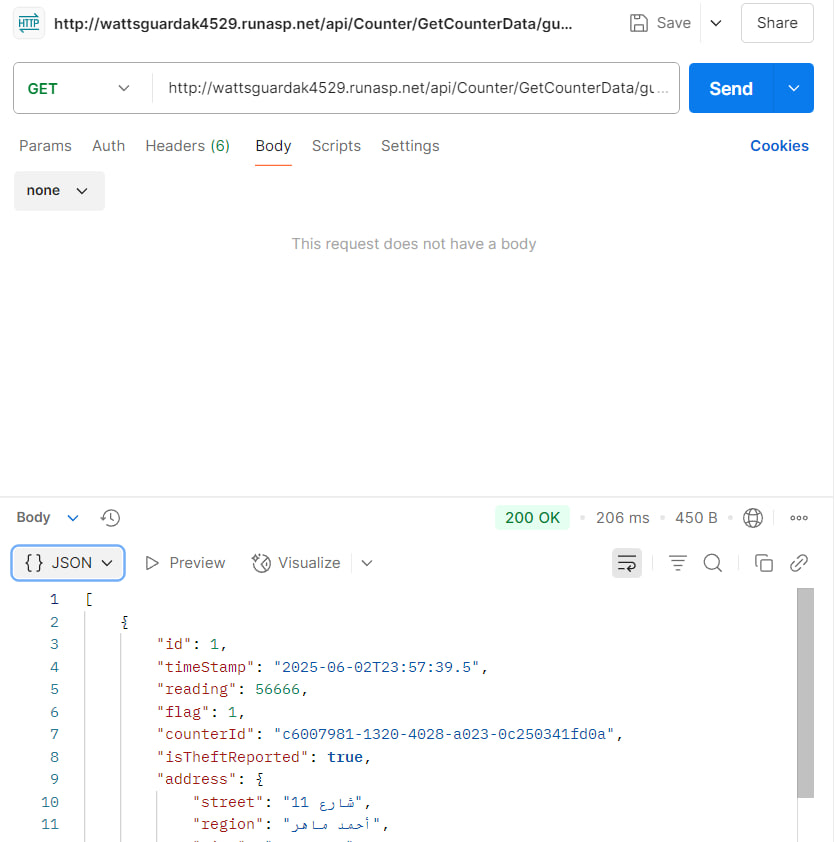 HTTP http://wattsguardak4529.runasp.net/api/Counter/GetCounterData/gu... Save Share
GET http://wattsguardak4529.runasp.net/api/Counter/GetCounterData/gu... Send
Params Auth Headers (6) Body Scripts Settings Cookies
none
This request does not have a body
Body 200 OK 206 ms 450 B
{} JSON Preview Visualize
1 [
2 {
3 "id": 1,
4 "timeStamp": "2025-06-02T23:57:39.5",
5 "reading": 56666,
6 "flag": 1,
7 "counterId": "c6007981-1320-4028-a023-0c250341fd0a",
8 "isTheftReported": true,
9 "address": {
10 "street": "شارع 11",
11 "region": "أحمد ماهر",